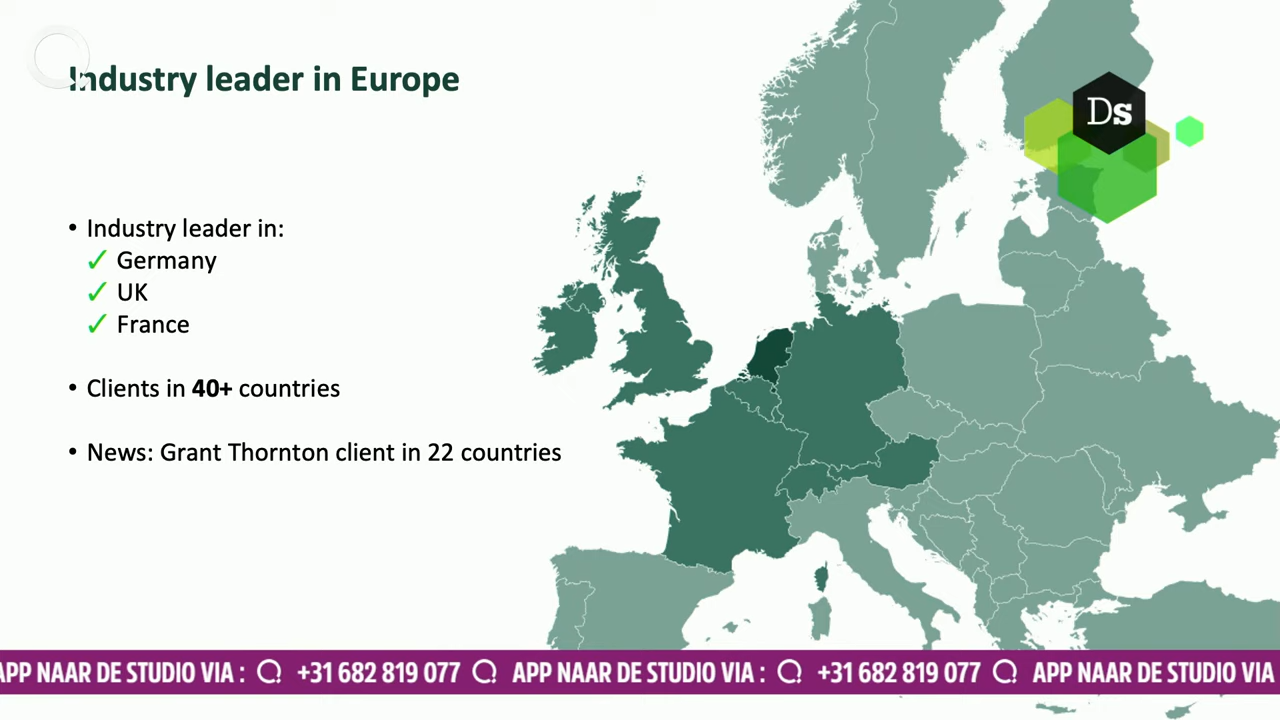 Industry leader in Europe
Ds
• Industry leader in:
✓ Germany
✓ UK
✓ France
• Clients in 40+ countries
• News: Grant Thornton client in 22 countries
APP NAAR DE STUDIO VIA : +31 682 819 077 APP NAAR DE STUDIO VIA : +31 682 819 077 APP NAAR DE STUDIO VIA